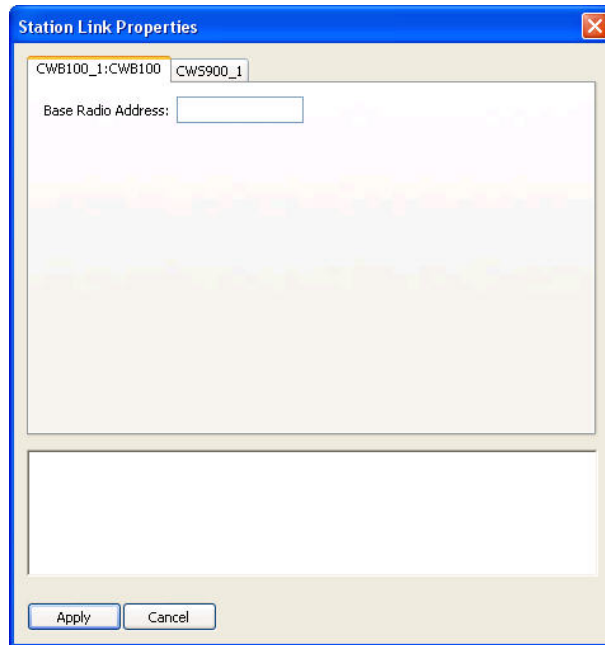 Station Link Properties
CWB100_1:CWB100 CWS900_1
Base Radio Address:
Apply Cancel